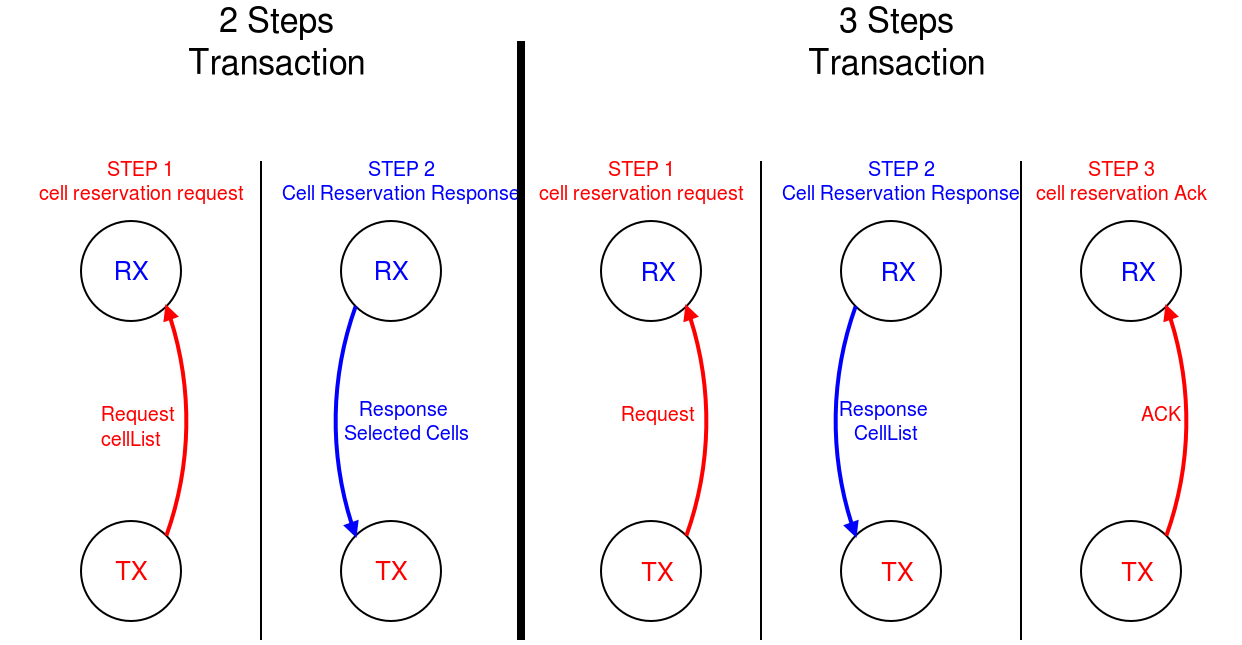 2 Steps
Transaction
STEP 1
cell reservation request
RX
Request
cellList
TX
STEP 2
Cell Reservation Response
RX
Response
Selected Cells
TX
3 Steps
Transaction
STEP 1
cell reservation request
RX
Request
TX
STEP 2
Cell Reservation Response
RX
Response
CellList
TX
STEP 3
cell reservation Ack
RX
ACK
TX